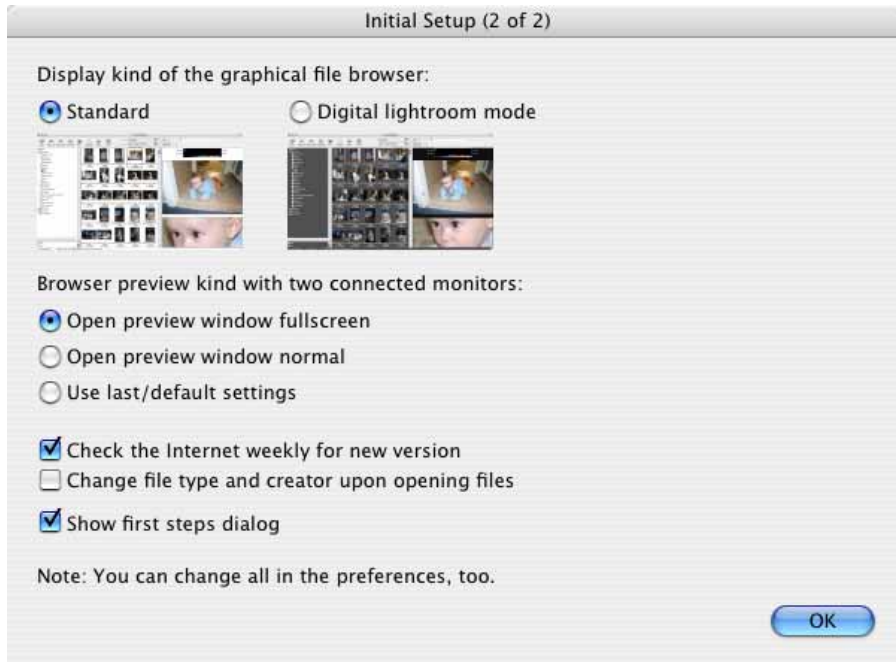 Initial Setup (2 of 2)
Display kind of the graphical file browser:
Standard
Digital lightroom mode
Browser preview kind with two connected monitors:
Open preview window fullscreen
Open preview window normal
Use last/default settings
Check the Internet weekly for new version
Change file type and creator upon opening files
Show first steps dialog
Note: You can change all in the preferences, too.
OK